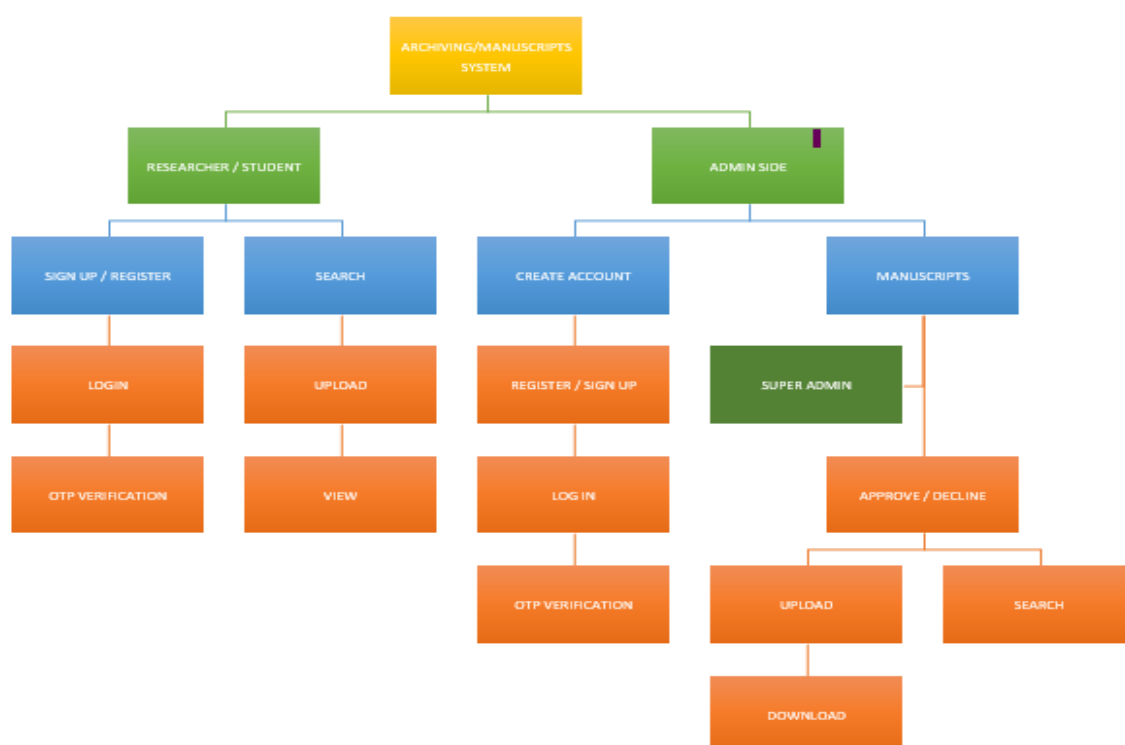 ARCHIVING/MANUSCRIPTS
SYSTEM
RESEARCHER / STUDENT
ADMIN SIDE
SIGN UP / REGISTER
SEARCH
CREATE ACCOUNT
MANUSCRIPTS
LOGIN
UPLOAD
REGISTER / SIGN UP
SUPER ADMIN
OTP VERIFICATION
VIEW
LOG IN
APPROVE / DECLINE
OTP VERIFICATION
UPLOAD
SEARCH
DOWNLOAD